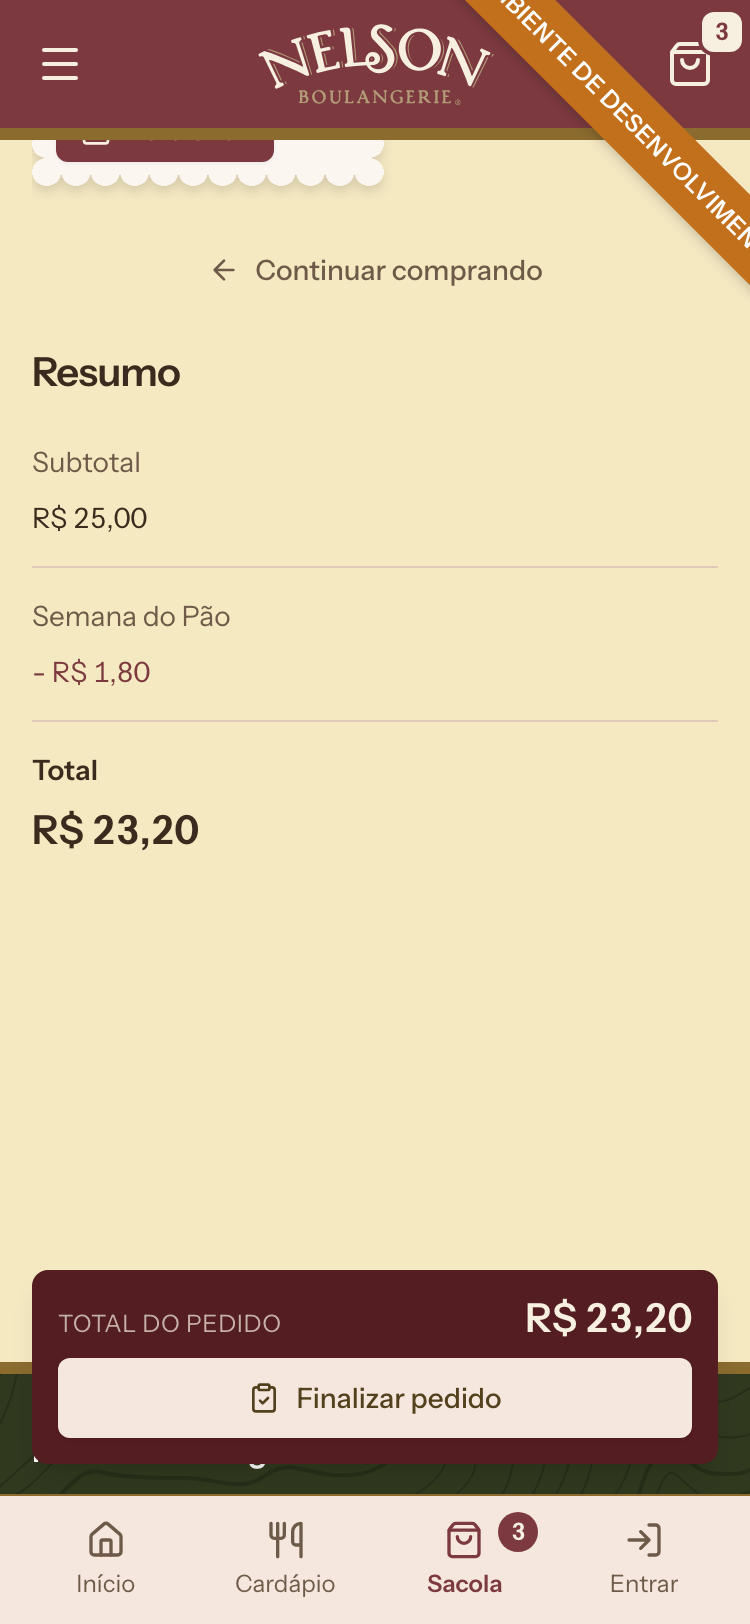 NELSON
BOULANGERIE
3
BIENTE DE DESENVOLVIMEN
Continuar comprando
Resumo
Subtotal
R$ 25,00
Semana do Pão
- R$ 1,80
Total
R$ 23,20
TOTAL DO PEDIDO
R$ 23,20
Finalizar pedido
3
Início
Cardápio
Sacola
Entrar